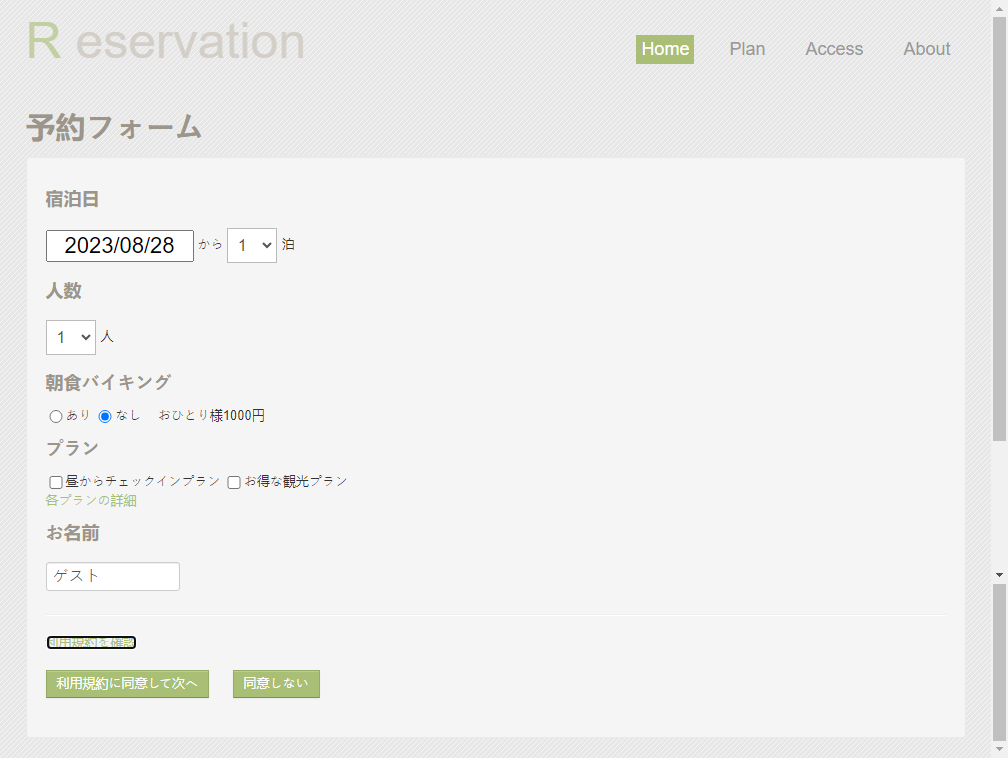 R eservation
Home Plan Access About
予約フォーム
宿泊日
2023/08/28 から 1 泊
人数
1 人
朝食バイキング
あり なし おひとり様1000円
プラン
昼からチェックインプラン お得な観光プラン
各プランの詳細
お名前
ゲスト
利用規約を確認
利用規約に同意して次へ 同意しない